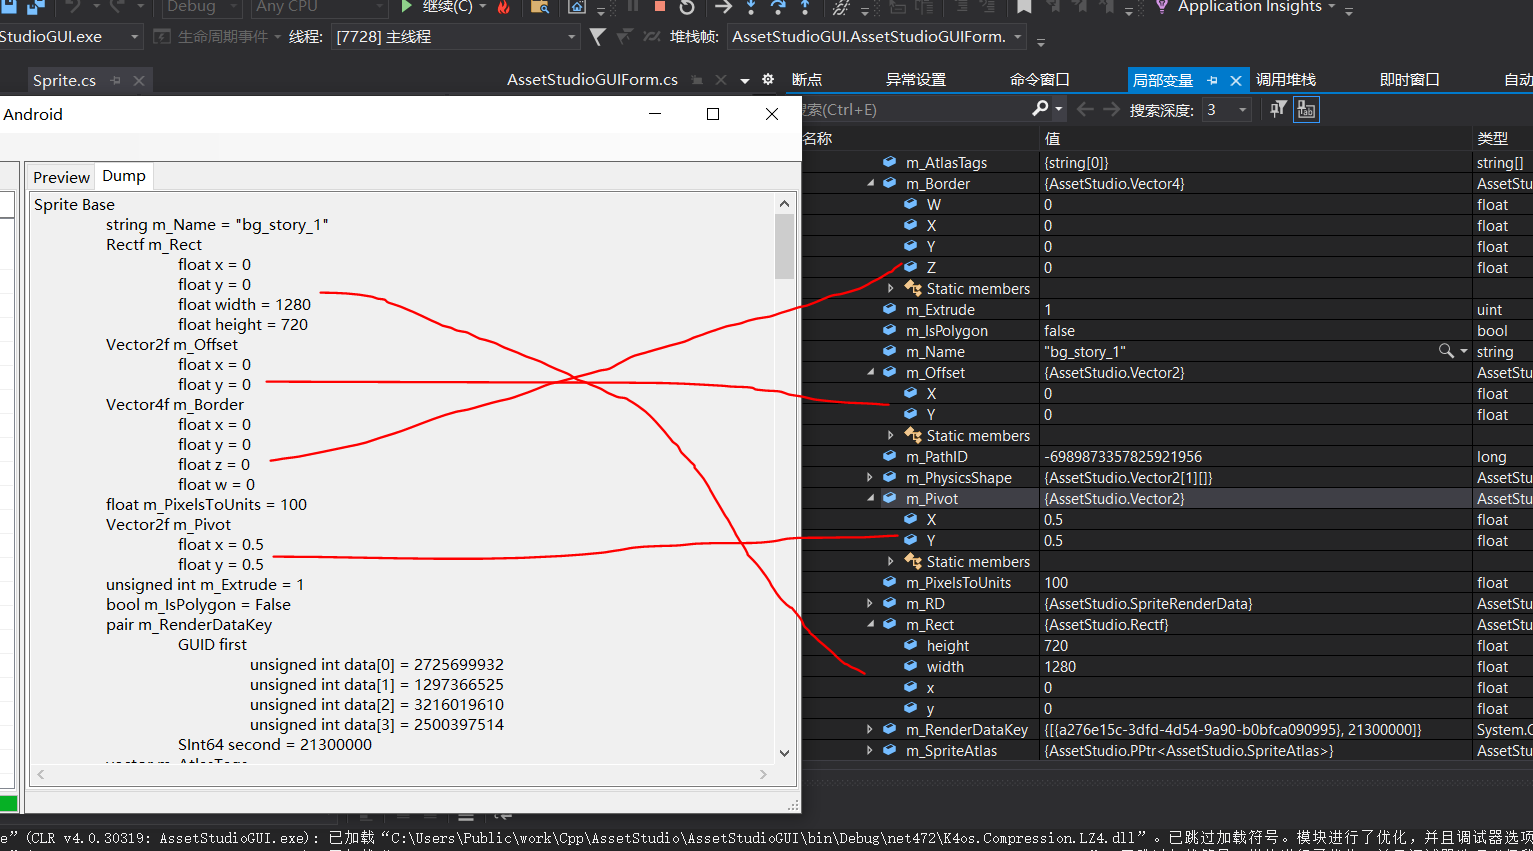 Debug
Any CPU
继续(C)
Application Insights
StudioGUI.exe
生命周期事件
线程:
[7728] 主线程
堆栈帧:
AssetStudioGUI.AssetStudioGUIForm.
Sprite.cs
AssetStudioGUIForm.cs
断点
异常设置
命令窗口
局部变量
调用堆栈
即时窗口
自动
Android
搜索(Ctrl+E)
搜索深度:
3
名称
值
类型
Preview
Dump
Sprite Base
string m_Name = "bg_story_1"
Rectf m_Rect
float x = 0
float y = 0
float width = 1280
float height = 720
Vector2f m_Offset
float x = 0
float y = 0
Vector4f m_Border
float x = 0
float y = 0
float z = 0
float w = 0
float m_PixelsToUnits = 100
Vector2f m_Pivot
float x = 0.5
float y = 0.5
unsigned int m_Extrude = 1
bool m_IsPolygon = False
pair m_RenderDataKey
GUID first
unsigned int data[0] = 2725699932
unsigned int data[1] = 1297366525
unsigned int data[2] = 3216019610
unsigned int data[3] = 2500397514
SInt64 second = 21300000
vector m_AtlasTags
m_AtlasTags {string[0]} string[]
m_Border {AssetStudio.Vector4} AssetStu
W 0 float
X 0 float
Y 0 float
Z 0 float
Static members
m_Extrude 1 uint
m_IsPolygon false bool
m_Name "bg_story_1" string
m_Offset {AssetStudio.Vector2} AssetStu
X 0 float
Y 0 float
Static members
m_PathID -6989873357825921956 long
m_PhysicsShape {AssetStudio.Vector2[1][]} AssetStu
m_Pivot {AssetStudio.Vector2} AssetStu
X 0.5 float
Y 0.5 float
Static members
m_PixelsToUnits 100 float
m_RD {AssetStudio.SpriteRenderData} AssetStu
m_Rect {AssetStudio.Rectf} AssetStu
height 720 float
width 1280 float
x 0 float
y 0 float
m_RenderDataKey {[{a276e15c-3dfd-4d54-9a90-b0bfca090995}, 21300000]} System.C
m_SpriteAtlas {AssetStudio.PPtr<AssetStudio.SpriteAtlas>} AssetStu
e”(CLR v4.0.30319: AssetStudioGUI.exe): 已加载“C:\Users\Public\work\Cpp\AssetStudio\AssetStudioGUI\bin\Debug\net472\K4os.Compression.LZ4.dll”。已跳过加载符号。模块进行了优化，并且调试器选项